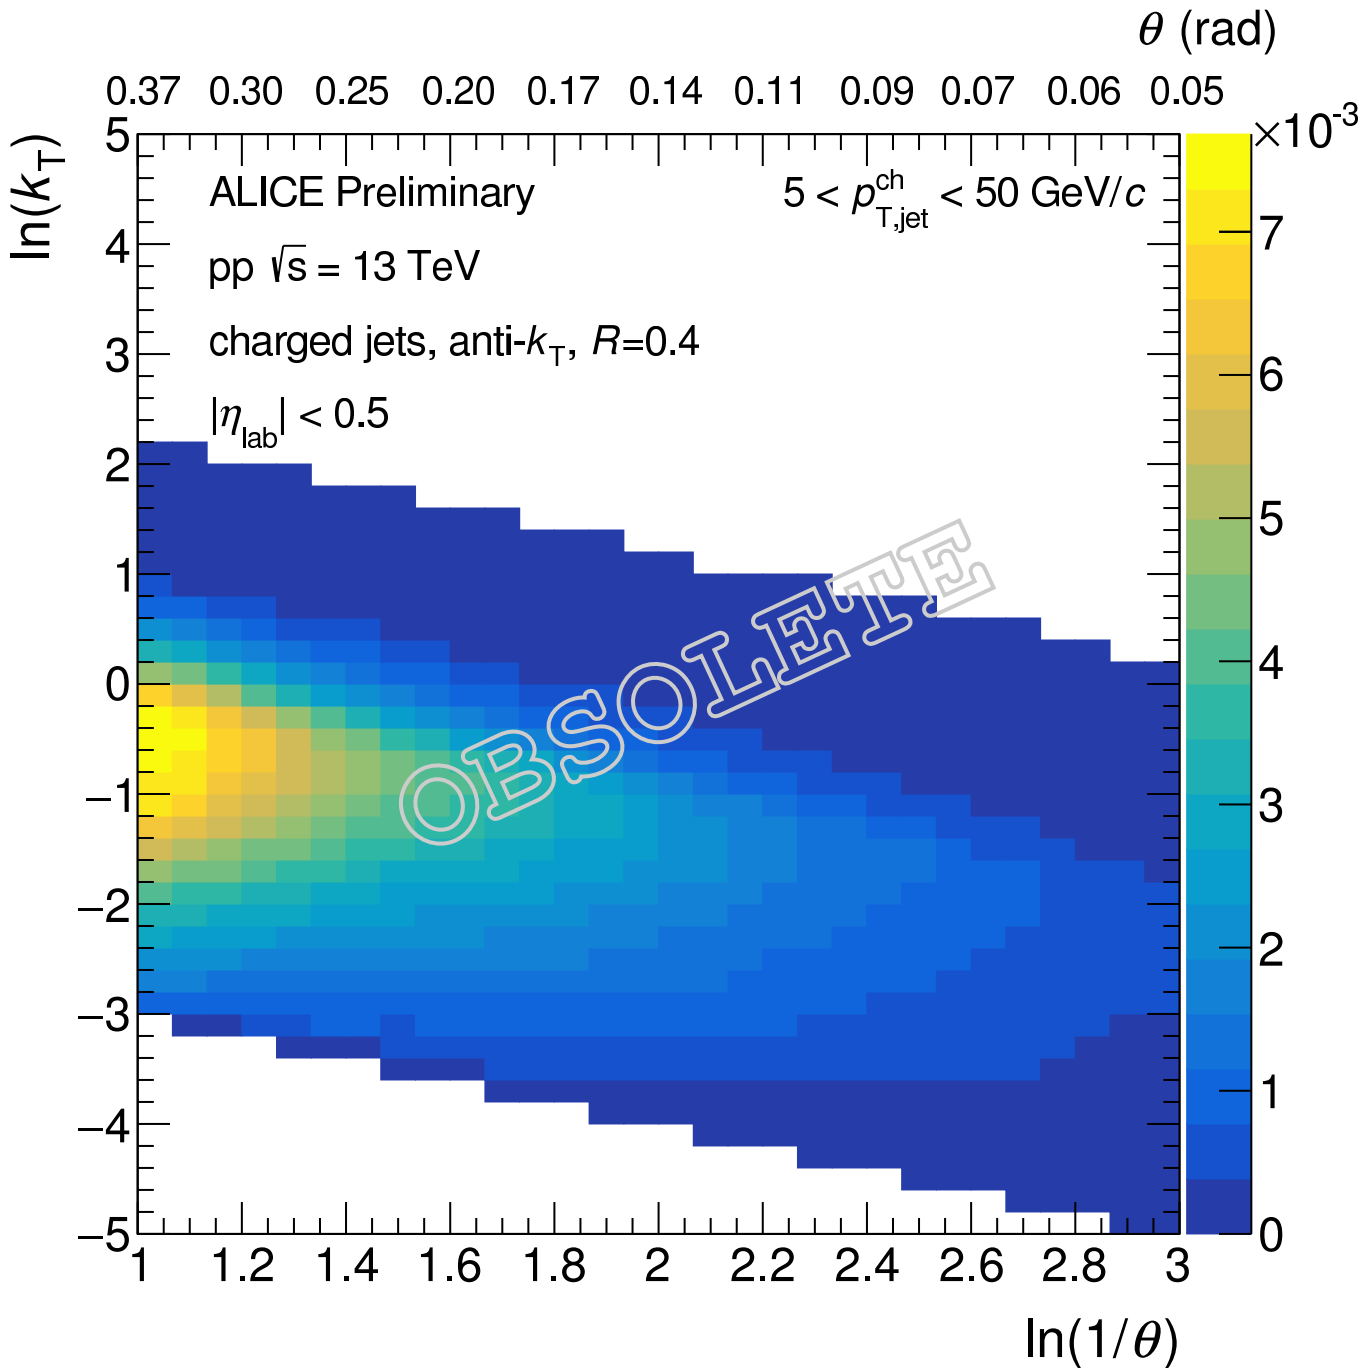 θ (rad)
0.37 0.30 0.25 0.20 0.17 0.14 0.11 0.09 0.07 0.06 0.05
×10⁻³
ln(k_T)
5
4
3
2
1
0
−1
−2
−3
−4
−5
ALICE Preliminary
5 < p_{T,jet}^{ch} < 50 GeV/c
pp √s = 13 TeV
charged jets, anti-k_T, R=0.4
|η_lab| < 0.5
OBSOLETE
7
6
5
4
3
2
1
0
1 1.2 1.4 1.6 1.8 2 2.2 2.4 2.6 2.8 3
ln(1/θ)